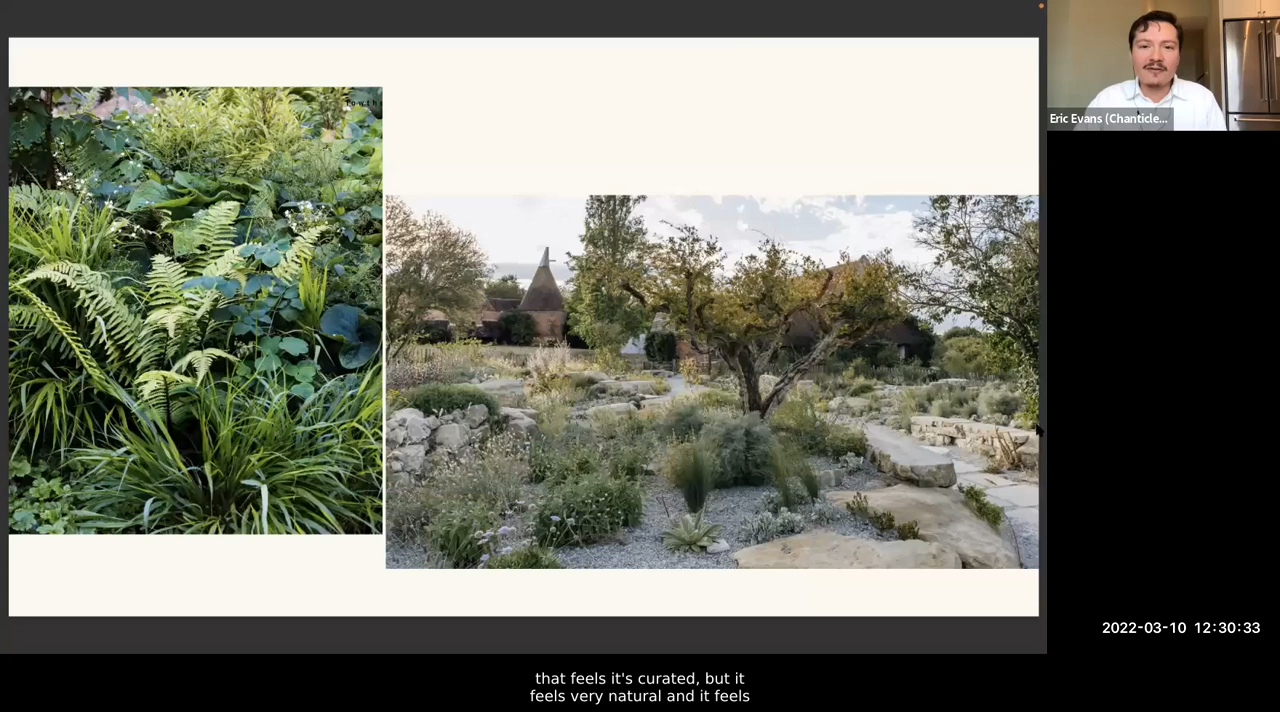 rowth
Eric Evans (Chanticle...
2022-03-10 12:30:33
that feels it's curated, but it
feels very natural and it feels